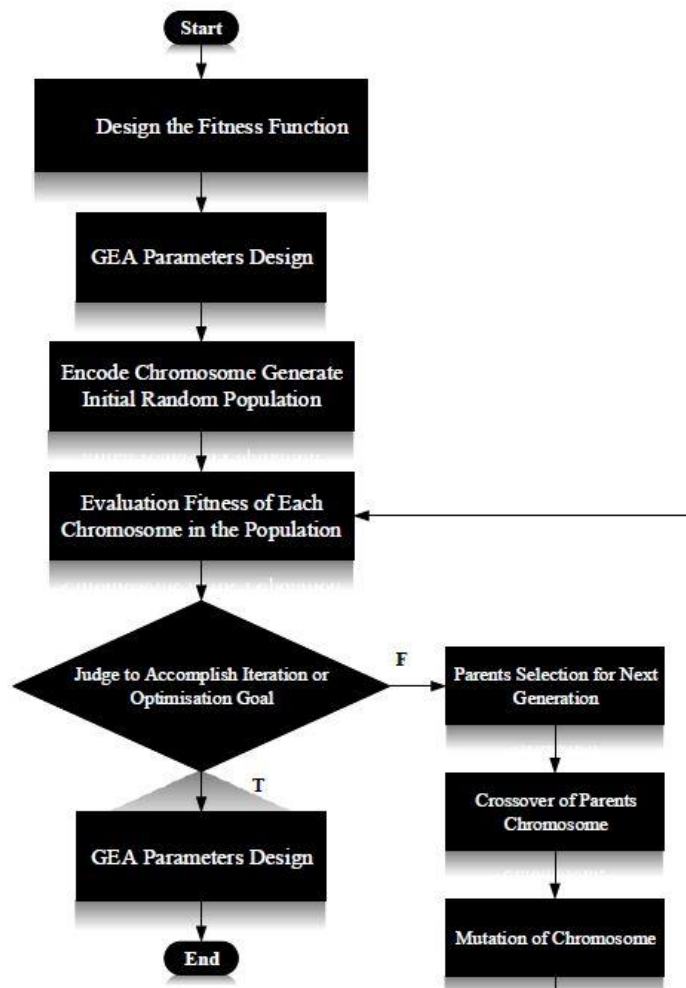 Start
Design the Fitness Function
GEA Parameters Design
Encode Chromosome Generate
Initial Random Population
Evaluation Fitness of Each
Chromosome in the Population
Judge to Accomplish Iteration or
Optimisation Goal
F
Parents Selection for Next
Generation
Crossover of Parents
Chromosome
Mutation of Chromosome
T
GEA Parameters Design
End